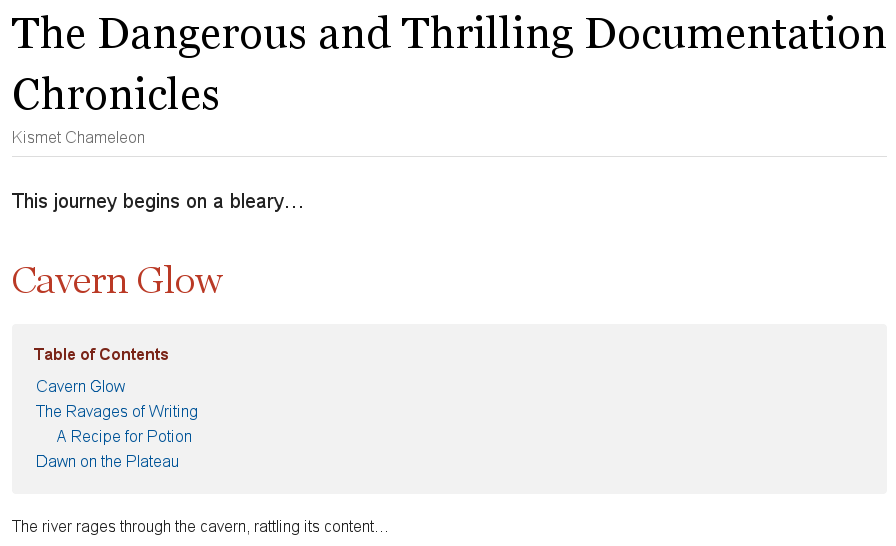 The Dangerous and Thrilling Documentation
Chronicles
Kismet Chameleon
This journey begins on a bleary…
Cavern Glow
Table of Contents
Cavern Glow
The Ravages of Writing
A Recipe for Potion
Dawn on the Plateau
The river rages through the cavern, rattling its content…